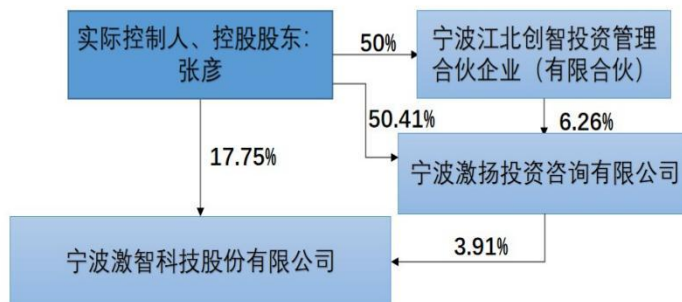 实际控制人、控股股东：
张彦
50%
宁波江北创智投资管理
合伙企业（有限合伙）
50.41%
6.26%
17.75%
宁波激扬投资咨询有限公司
宁波激智科技股份有限公司
3.91%